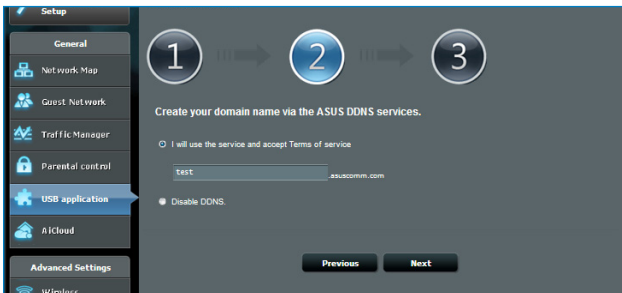 Setup
General
Network Map
Guest Network
Traffic Manager
Parental control
USB application
AiCloud
Advanced Settings
Wireless
1
2
3
Create your domain name via the ASUS DDNS services.
I will use the service and accept Terms of service
test .asuscomm.com
Disable DDNS.
Previous Next